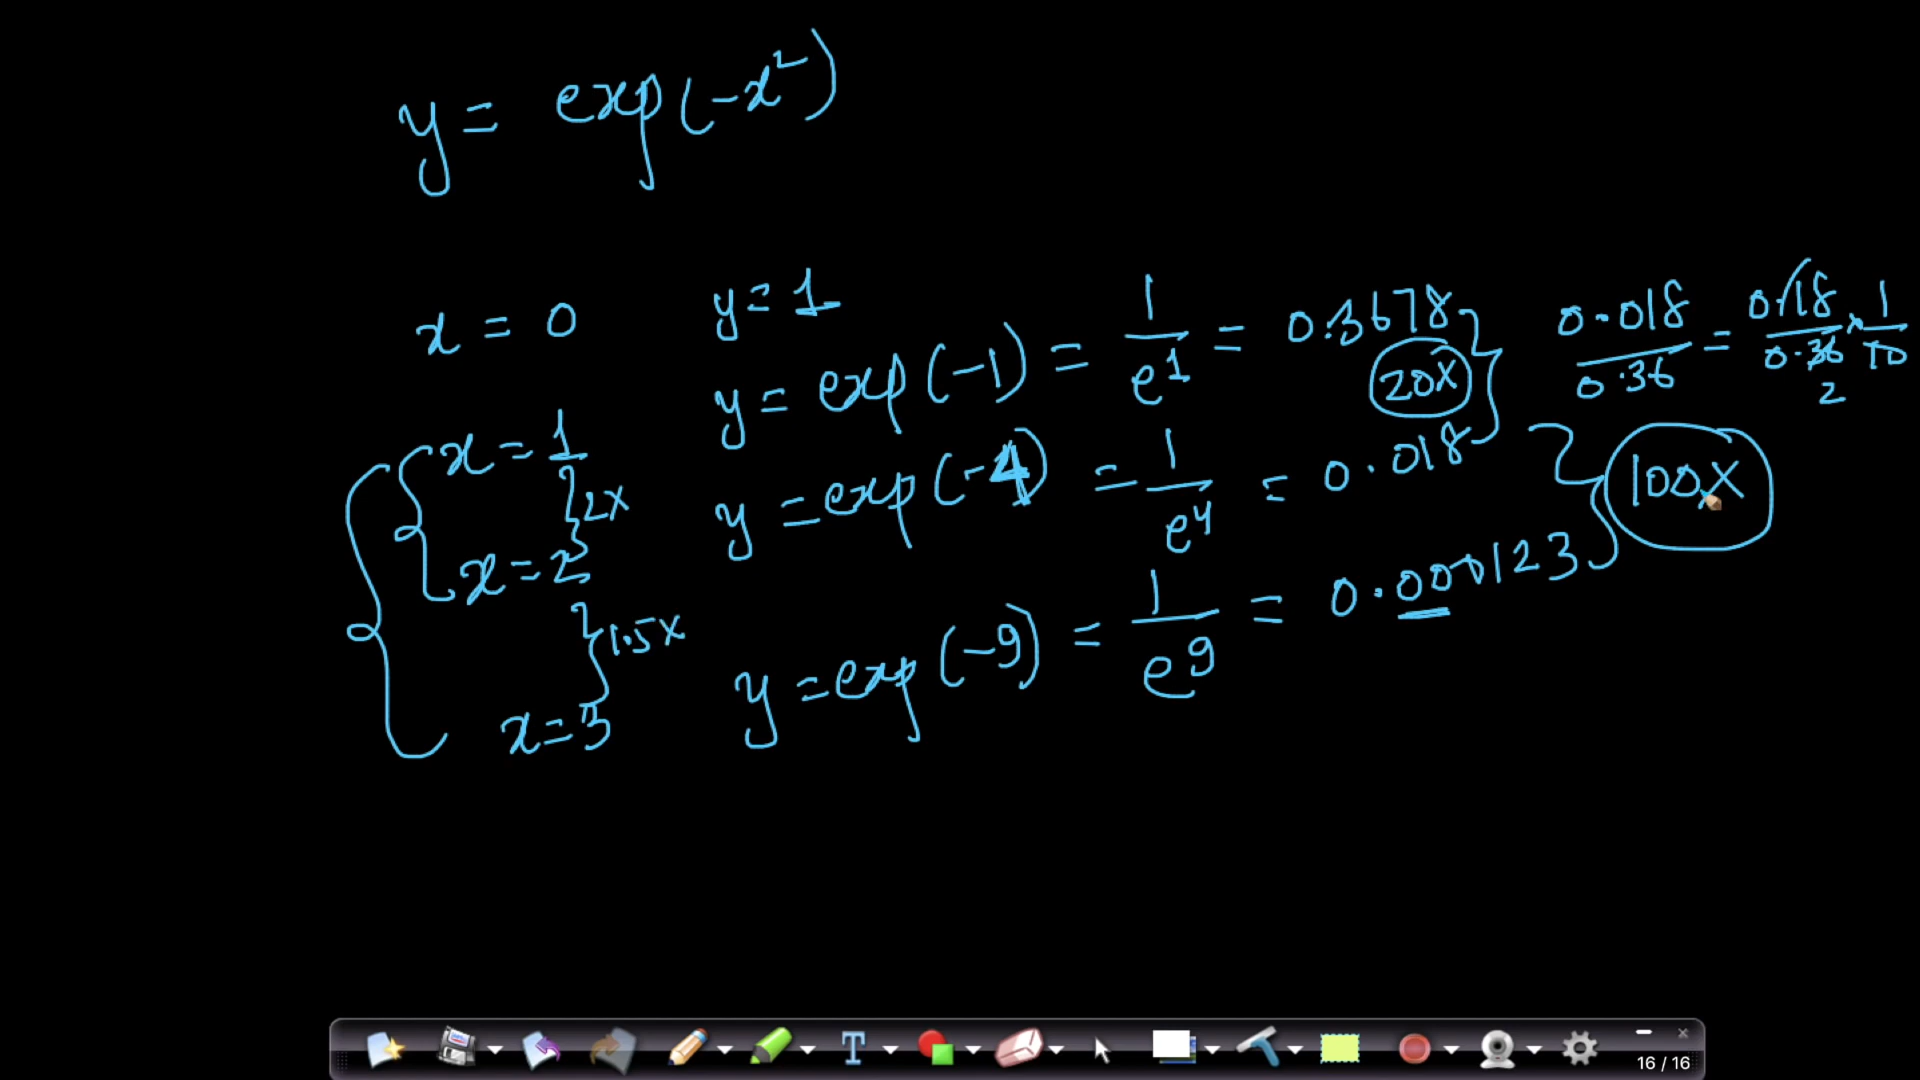 y = exp(-x²)
x = 0 y = 1
x = 1 y = exp(-1) = 1/e¹ = 0.3678
20X
0.018/0.36 = 0.18/0.36 × 1/10
2
2X
x = 2 y = exp(-4) = 1/e⁴ = 0.018
100X
1.5X
x = 3 y = exp(-9) = 1/e⁹ = 0.000123
T
16 / 16